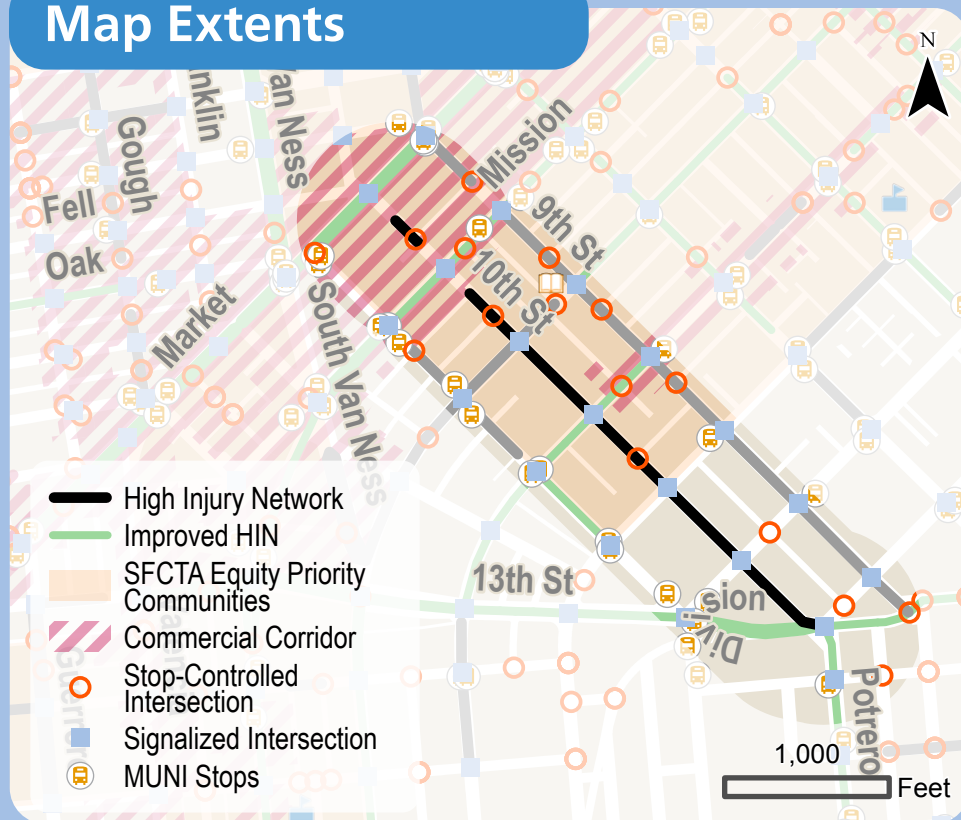 Map Extents
N
nklin
Van Ness
Gough
Mission
Fell
9th St
Oak
10th St
Market
South Van Ness
High Injury Network
Improved HIN
SFCTA Equity Priority
Communities
Commercial Corridor
Stop-Controlled
Intersection
Signalized Intersection
MUNI Stops
13th St
Division
Potrero
Guerrero
1,000
Feet